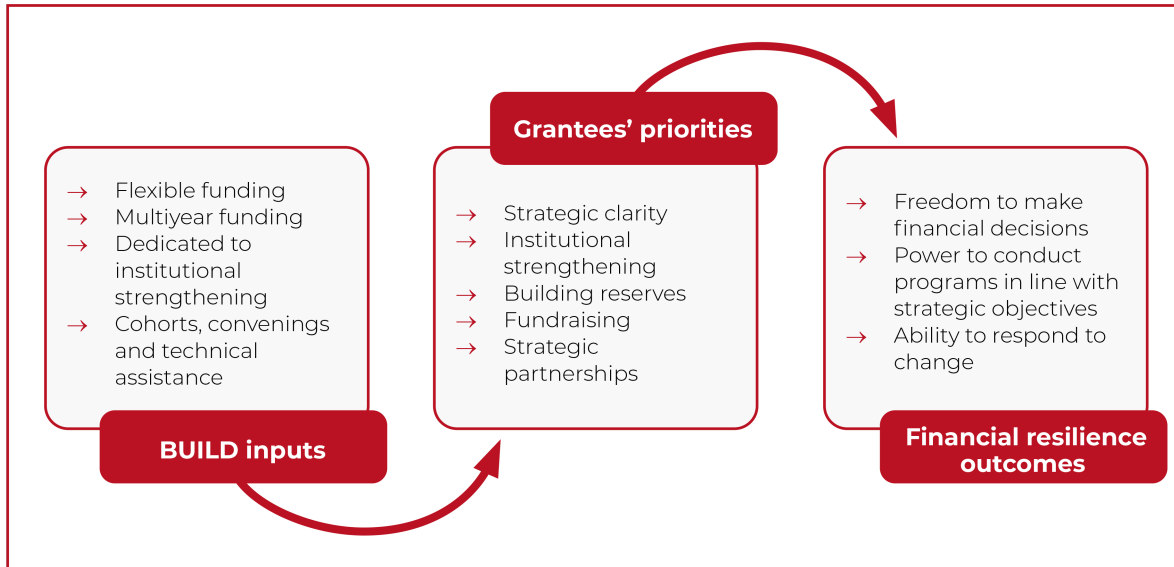 → Flexible funding
→ Multiyear funding
→ Dedicated to
institutional
strengthening
→ Cohorts, convenings
and technical
assistance
BUILD inputs
Grantees’ priorities
→ Strategic clarity
→ Institutional
strengthening
→ Building reserves
→ Fundraising
→ Strategic
partnerships
→ Freedom to make
financial decisions
→ Power to conduct
programs in line with
strategic objectives
→ Ability to respond to
change
Financial resilience
outcomes